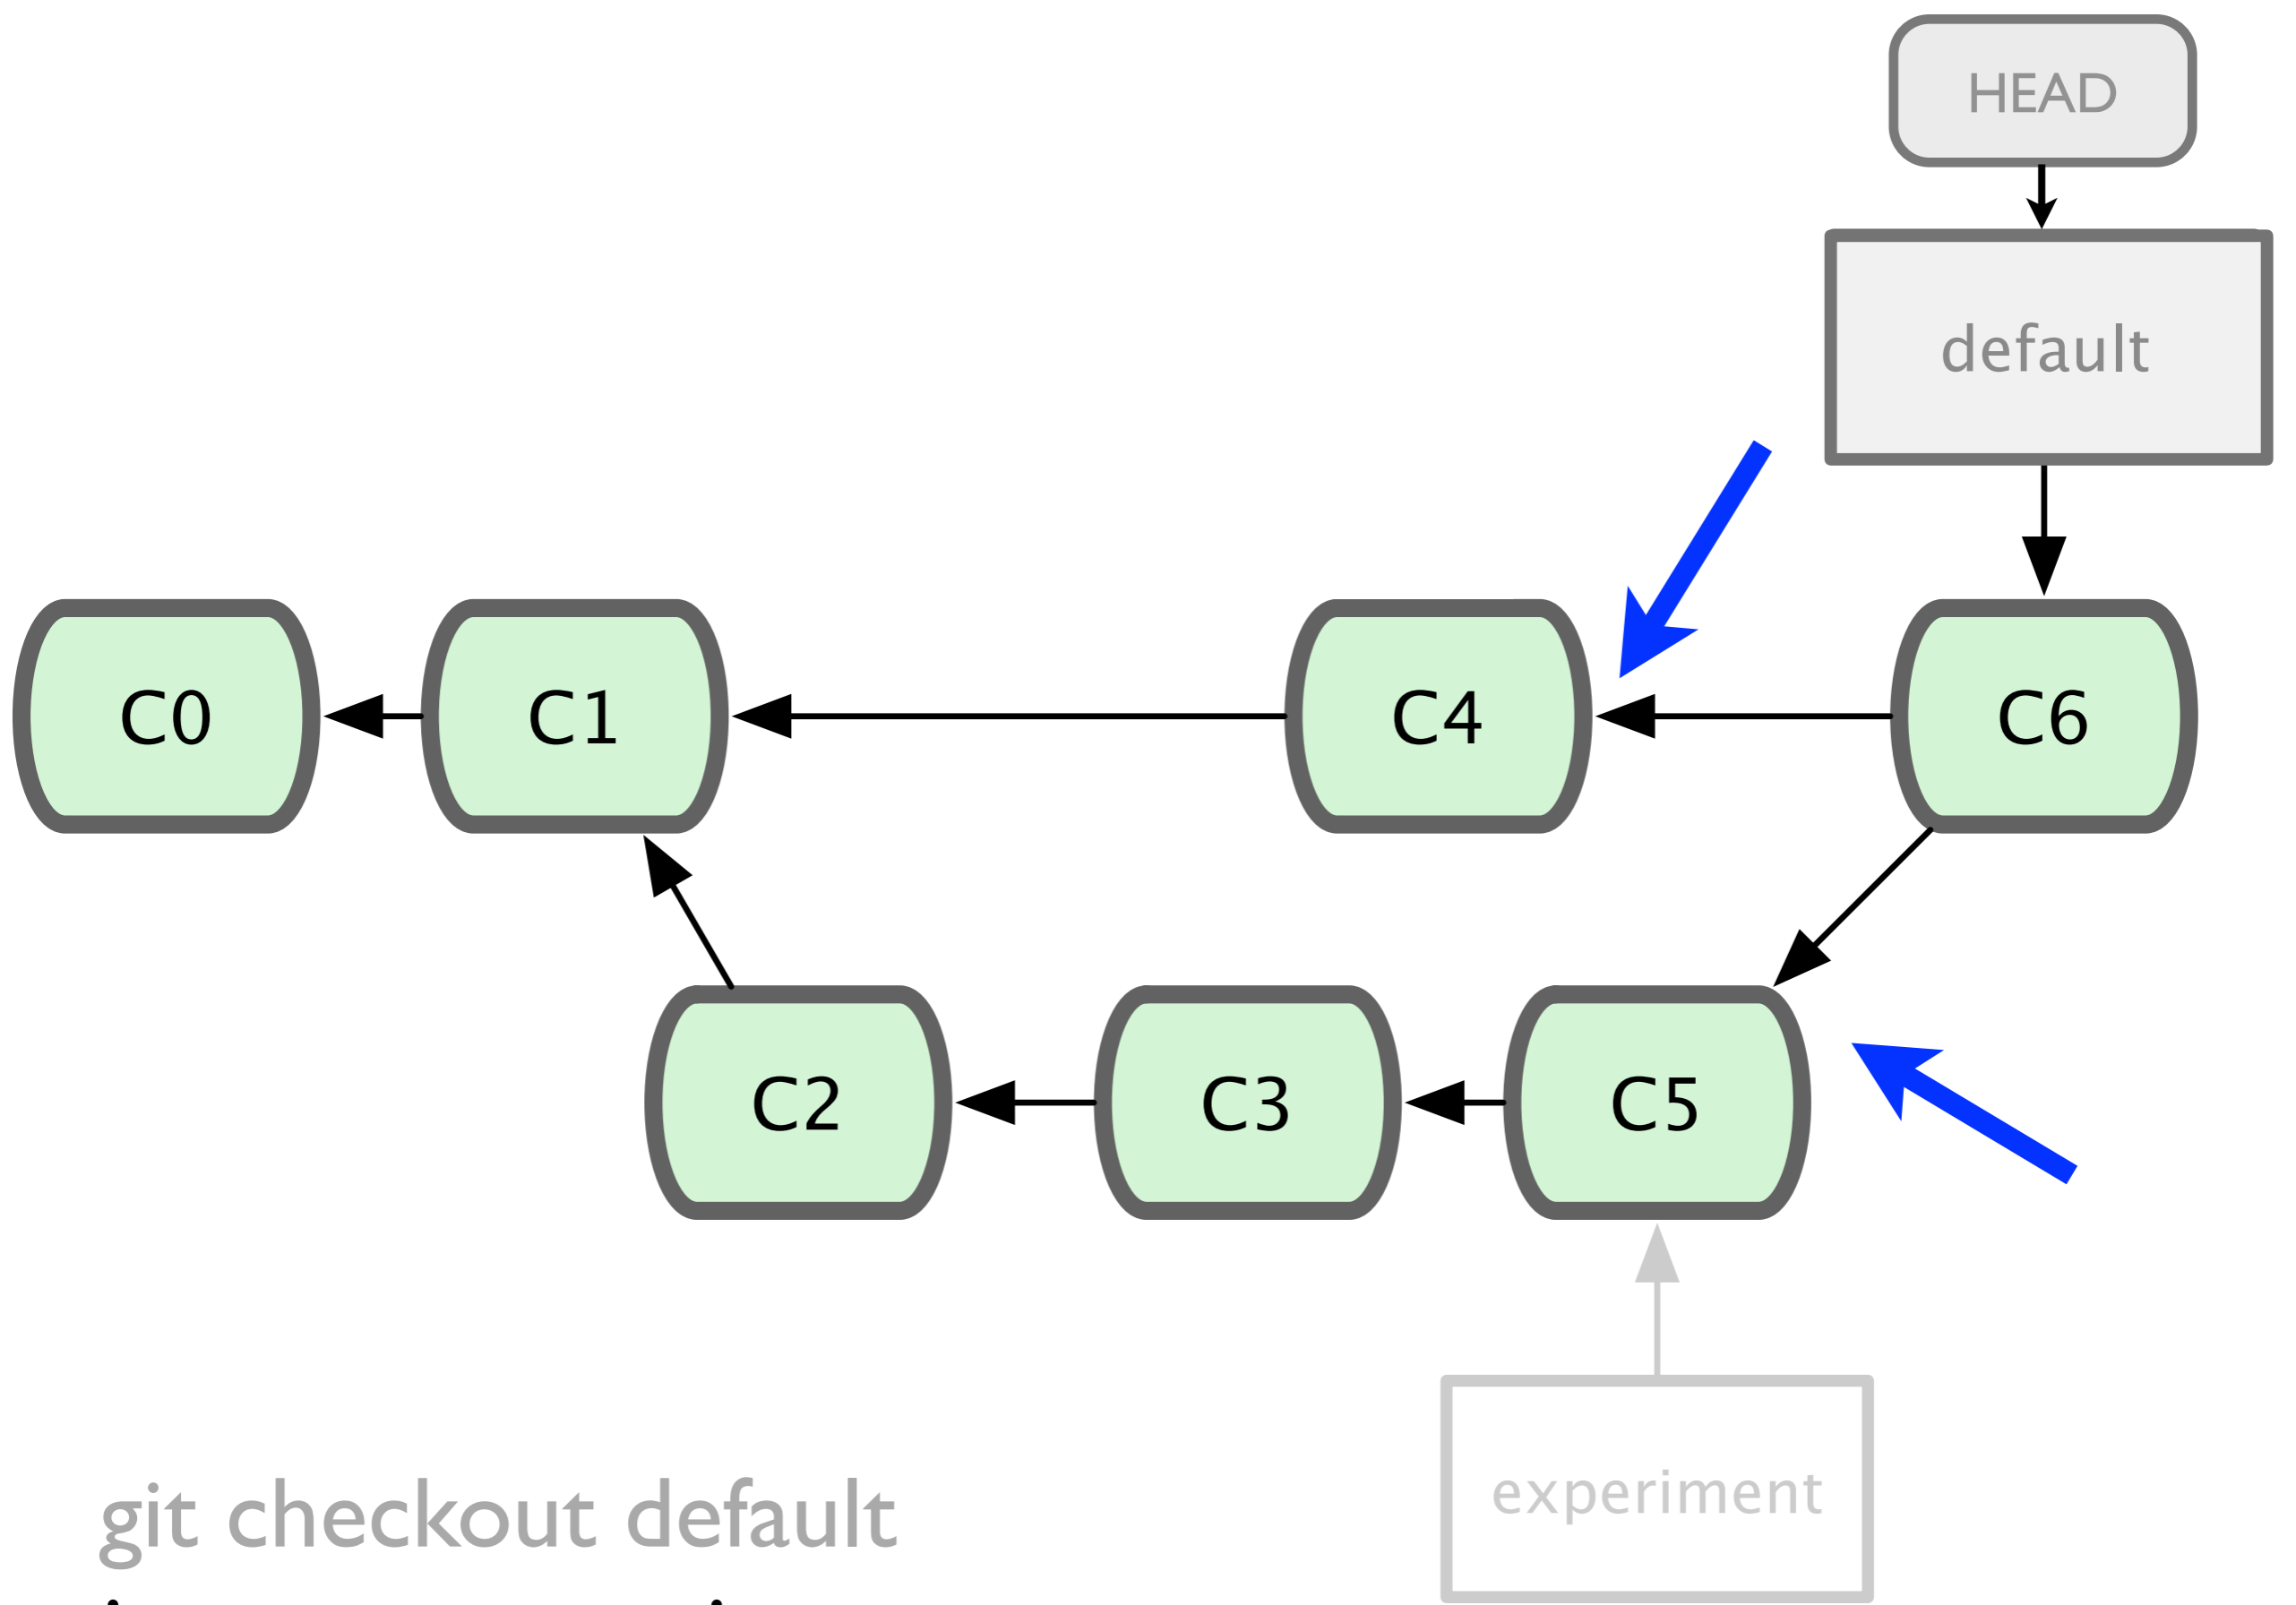 HEAD
default
C0
C1
C4
C6
C2
C3
C5
experiment
git checkout default